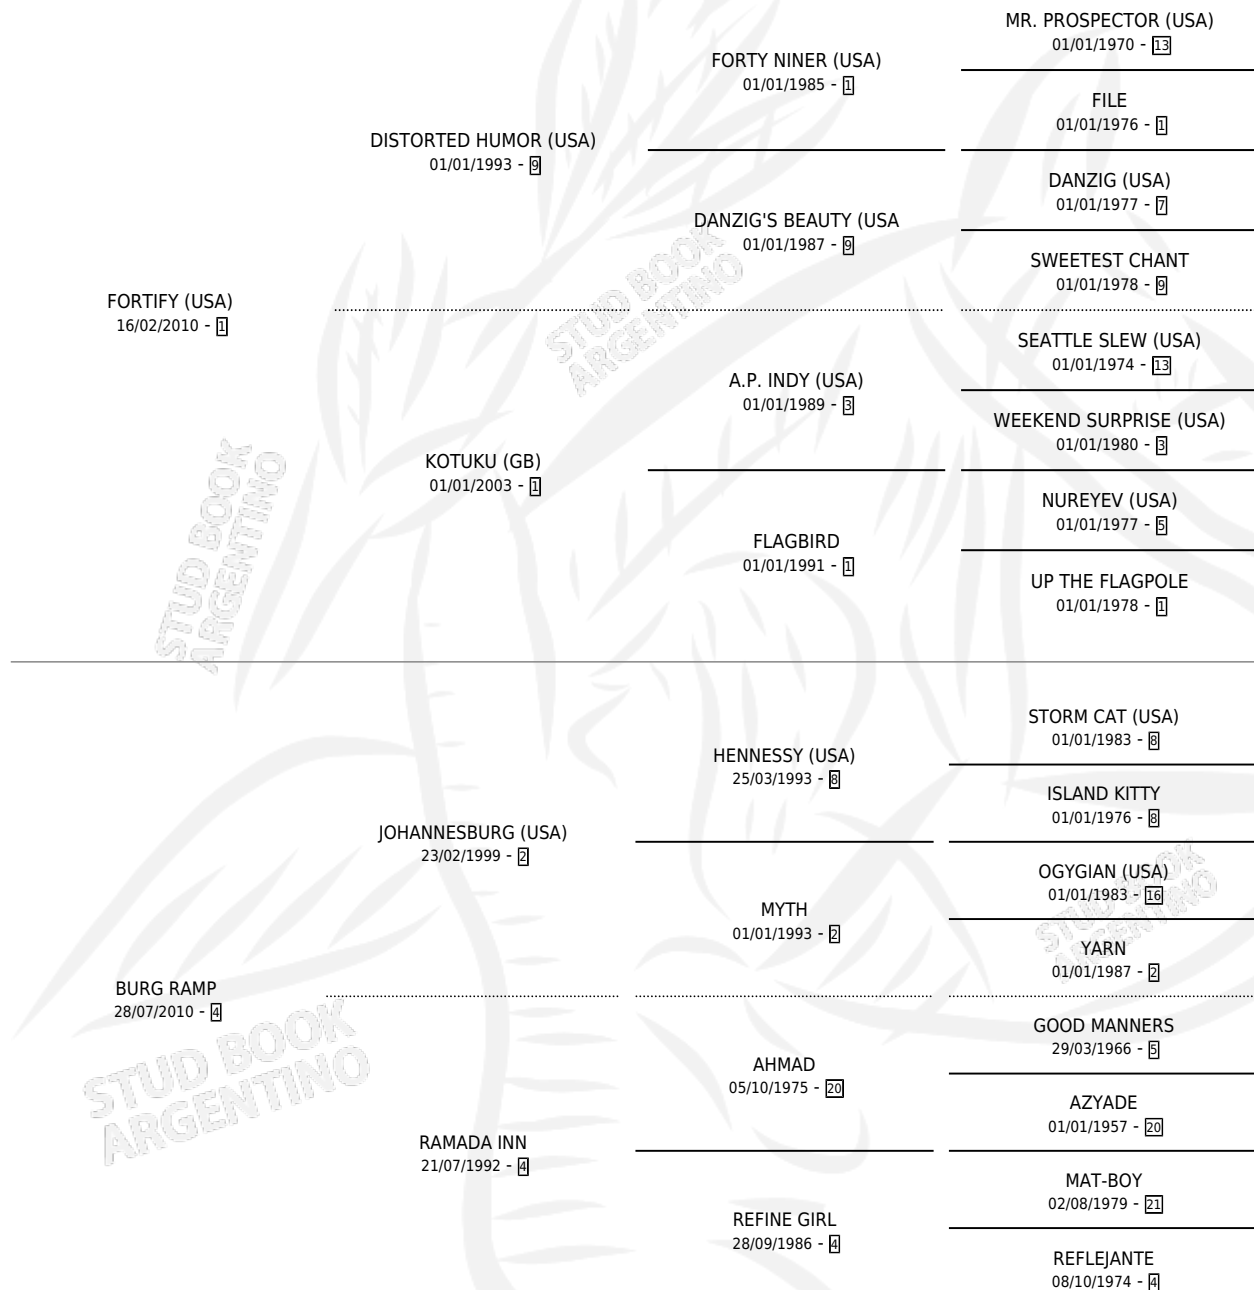 MR. PROSPECTOR (USA)
01/01/1970 - 13
FORTY NINER (USA)
01/01/1985 - 1
FILE
01/01/1976 - 1
DISTORTED HUMOR (USA)
01/01/1993 - 9
DANZIG (USA)
01/01/1977 - 7
DANZIG'S BEAUTY (USA
01/01/1987 - 9
SWEETEST CHANT
01/01/1978 - 9
FORTIFY (USA)
16/02/2010 - 1
SEATTLE SLEW (USA)
01/01/1974 - 13
A.P. INDY (USA)
01/01/1989 - 3
WEEKEND SURPRISE (USA)
01/01/1980 - 3
KOTUKU (GB)
01/01/2003 - 1
NUREYEV (USA)
01/01/1977 - 5
FLAGBIRD
01/01/1991 - 1
UP THE FLAGPOLE
01/01/1978 - 1
STORM CAT (USA)
01/01/1983 - 8
HENNESSY (USA)
25/03/1993 - 8
ISLAND KITTY
01/01/1976 - 8
JOHANNESBURG (USA)
23/02/1999 - 2
OGYGIAN (USA)
01/01/1983 - 16
MYTH
01/01/1993 - 2
YARN
01/01/1987 - 2
BURG RAMP
28/07/2010 - 4
GOOD MANNERS
29/03/1966 - 5
AHMAD
05/10/1975 - 20
AZYADE
01/01/1957 - 20
RAMADA INN
21/07/1992 - 4
MAT-BOY
02/08/1979 - 21
REFINE GIRL
28/09/1986 - 4
REFLEJANTE
08/10/1974 - 4
STUD BOOK
ARGENTINO
STUD BOOK
ARGENTINO
STUD BOOK
ARGENTINO
STUD BOOK
ARGENTINO